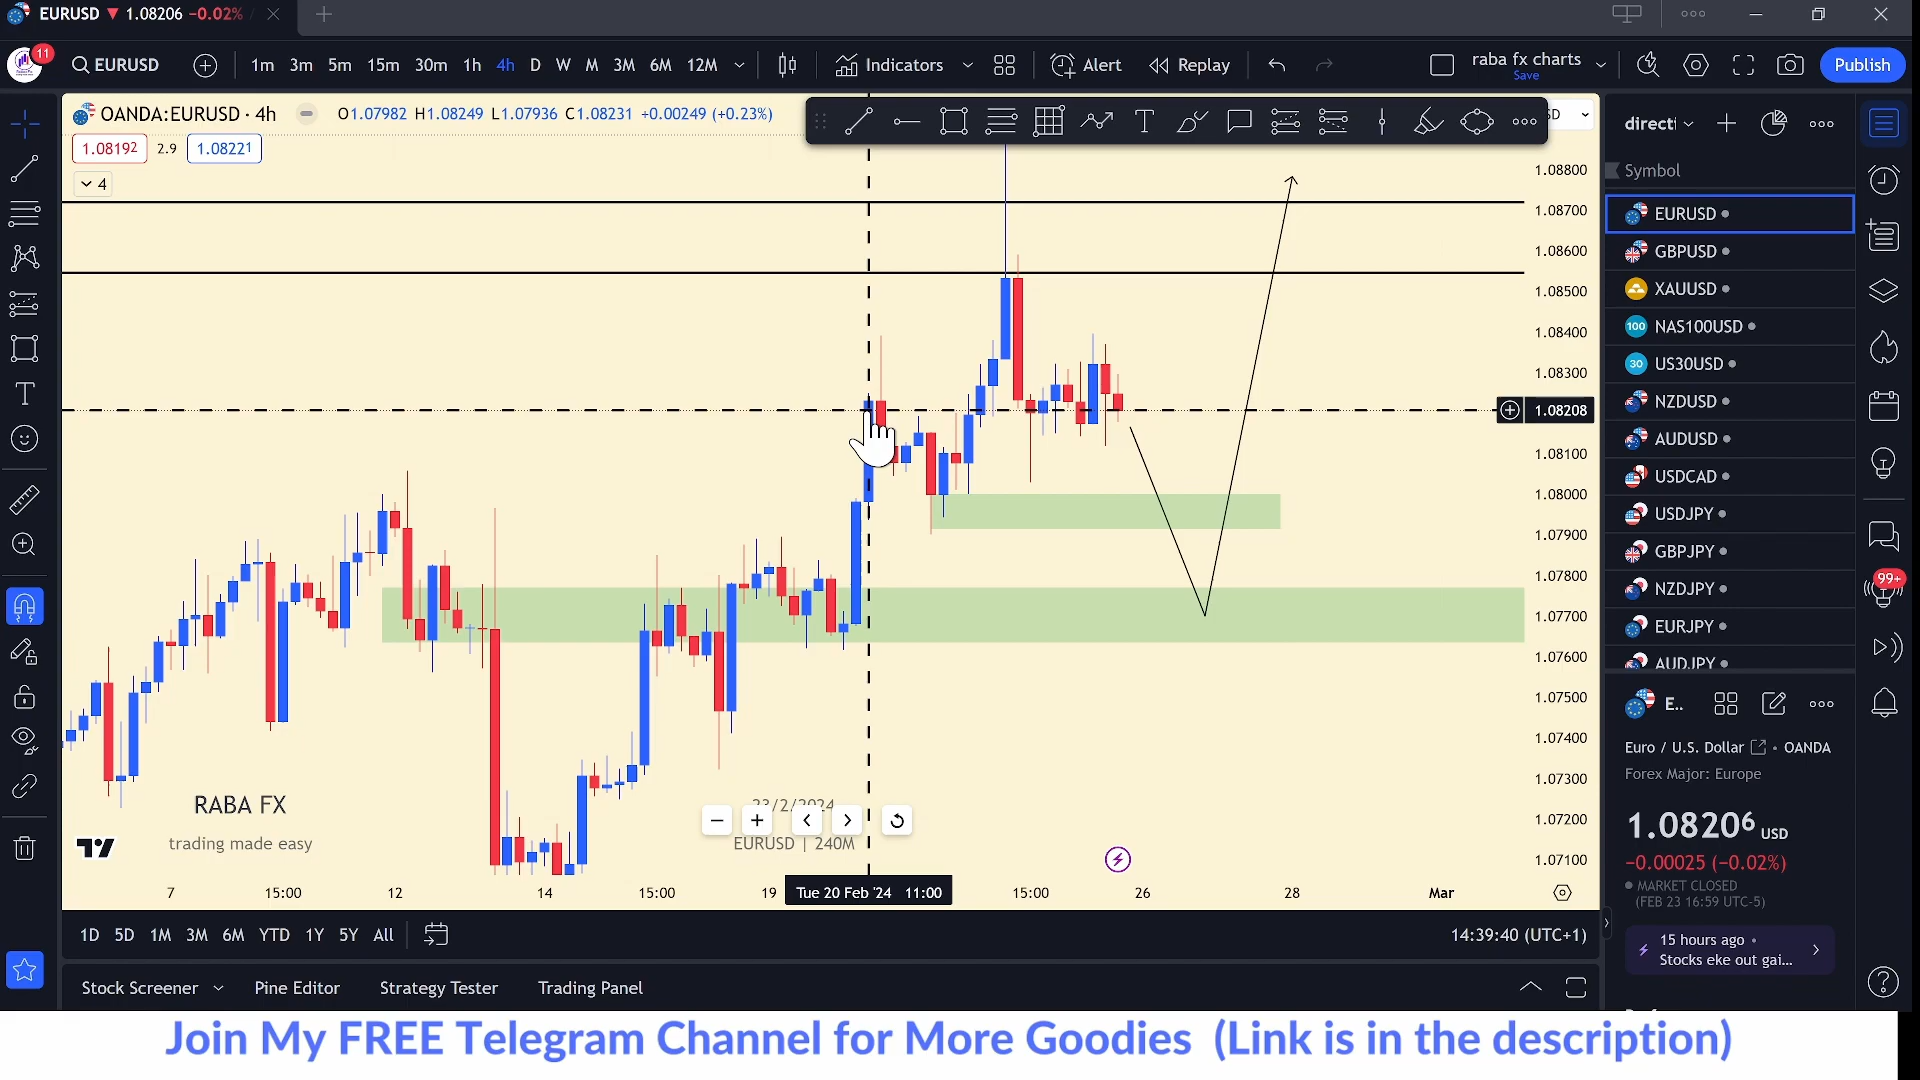 EURUSD ▼ 1.08206 −0.02% /
11
EURUSD 1m 3m 5m 15m 30m 1h 4h D W M 3M 6M 12M Indicators Alert Replay raba fx charts Save Publish
OANDA:EURUSD · 4h O1.07982 H1.08249 L1.07936 C1.08231 +0.00249 (+0.23%)
1.08192 2.9 1.08221
4
directi
Symbol
EURUSD
GBPUSD
XAUUSD
100 NAS100USD
30 US30USD
NZDUSD
AUDUSD
USDCAD
USDJPY
GBPJPY
NZDJPY
EURJPY
AUDJPY
99+
1.08800
1.08700
1.08600
1.08500
1.08400
1.08300
1.08208
1.08100
1.08000
1.07900
1.07800
1.07700
1.07600
1.07500
1.07400
1.07300
1.07200
1.07100
RABA FX
trading made easy
23/2/2024
EURUSD | 240M
7 15:00 12 14 15:00 19 Tue 20 Feb '24 11:00 15:00 26 28 Mar
1D 5D 1M 3M 6M YTD 1Y 5Y All 14:39:40 (UTC+1)
Stock Screener Pine Editor Strategy Tester Trading Panel
E..
Euro / U.S. Dollar • OANDA
Forex Major: Europe
1.08206 USD
−0.00025 (−0.02%)
MARKET CLOSED
(FEB 23 16:59 UTC-5)
15 hours ago •
Stocks eke out gai...
Join My FREE Telegram Channel for More Goodies (Link is in the description)